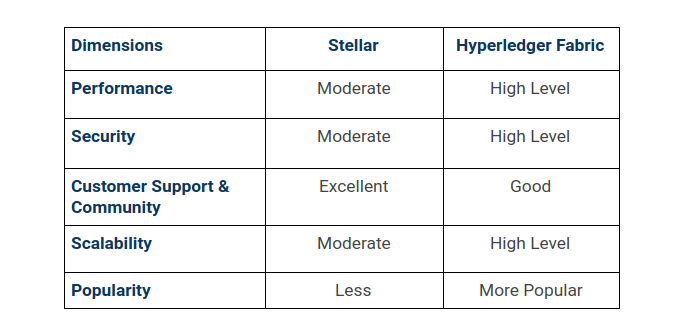 Dimensions Stellar Hyperledger Fabric
Performance Moderate High Level
Security Moderate High Level
Customer Support & Excellent Good
Community
Scalability Moderate High Level
Popularity Less More Popular